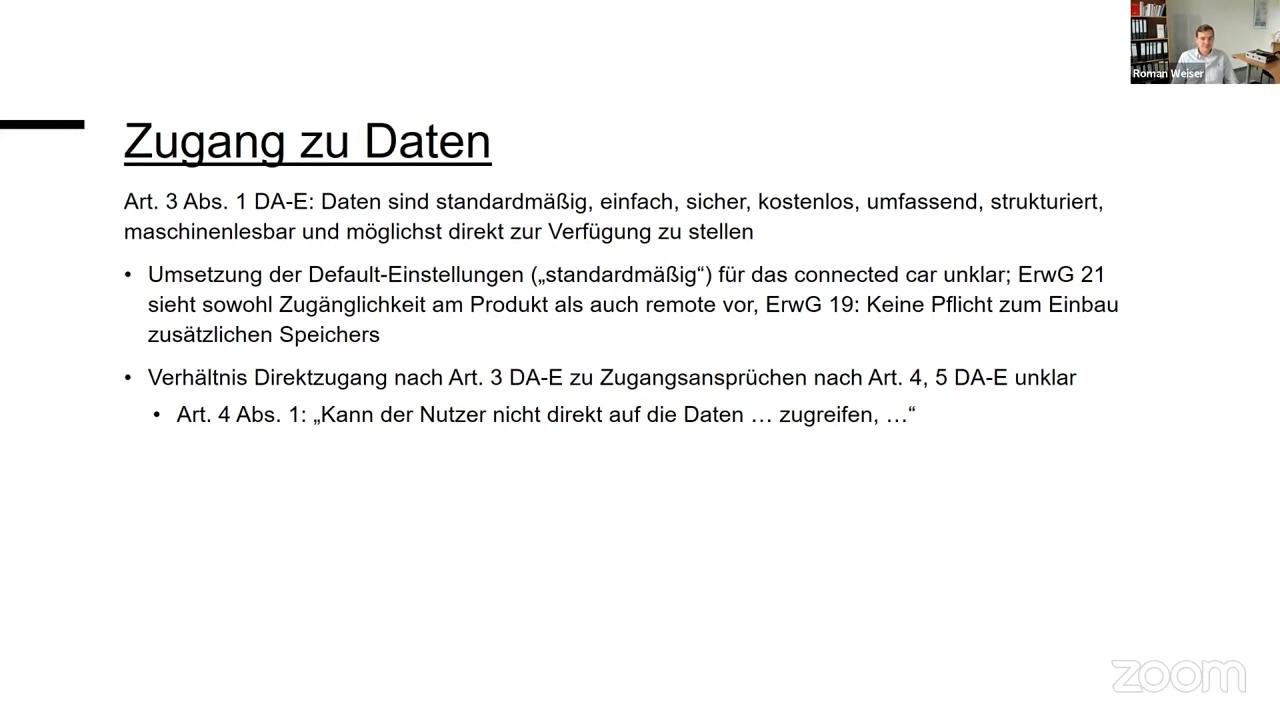 Roman Weiser
Zugang zu Daten
Art. 3 Abs. 1 DA-E: Daten sind standardmäßig, einfach, sicher, kostenlos, umfassend, strukturiert,
maschinenlesbar und möglichst direkt zur Verfügung zu stellen
• Umsetzung der Default-Einstellungen („standardmäßig“) für das connected car unklar; ErwG 21
sieht sowohl Zugänglichkeit am Produkt als auch remote vor, ErwG 19: Keine Pflicht zum Einbau
zusätzlichen Speichers
• Verhältnis Direktzugang nach Art. 3 DA-E zu Zugangsansprüchen nach Art. 4, 5 DA-E unklar
• Art. 4 Abs. 1: „Kann der Nutzer nicht direkt auf die Daten … zugreifen, …“
zoom